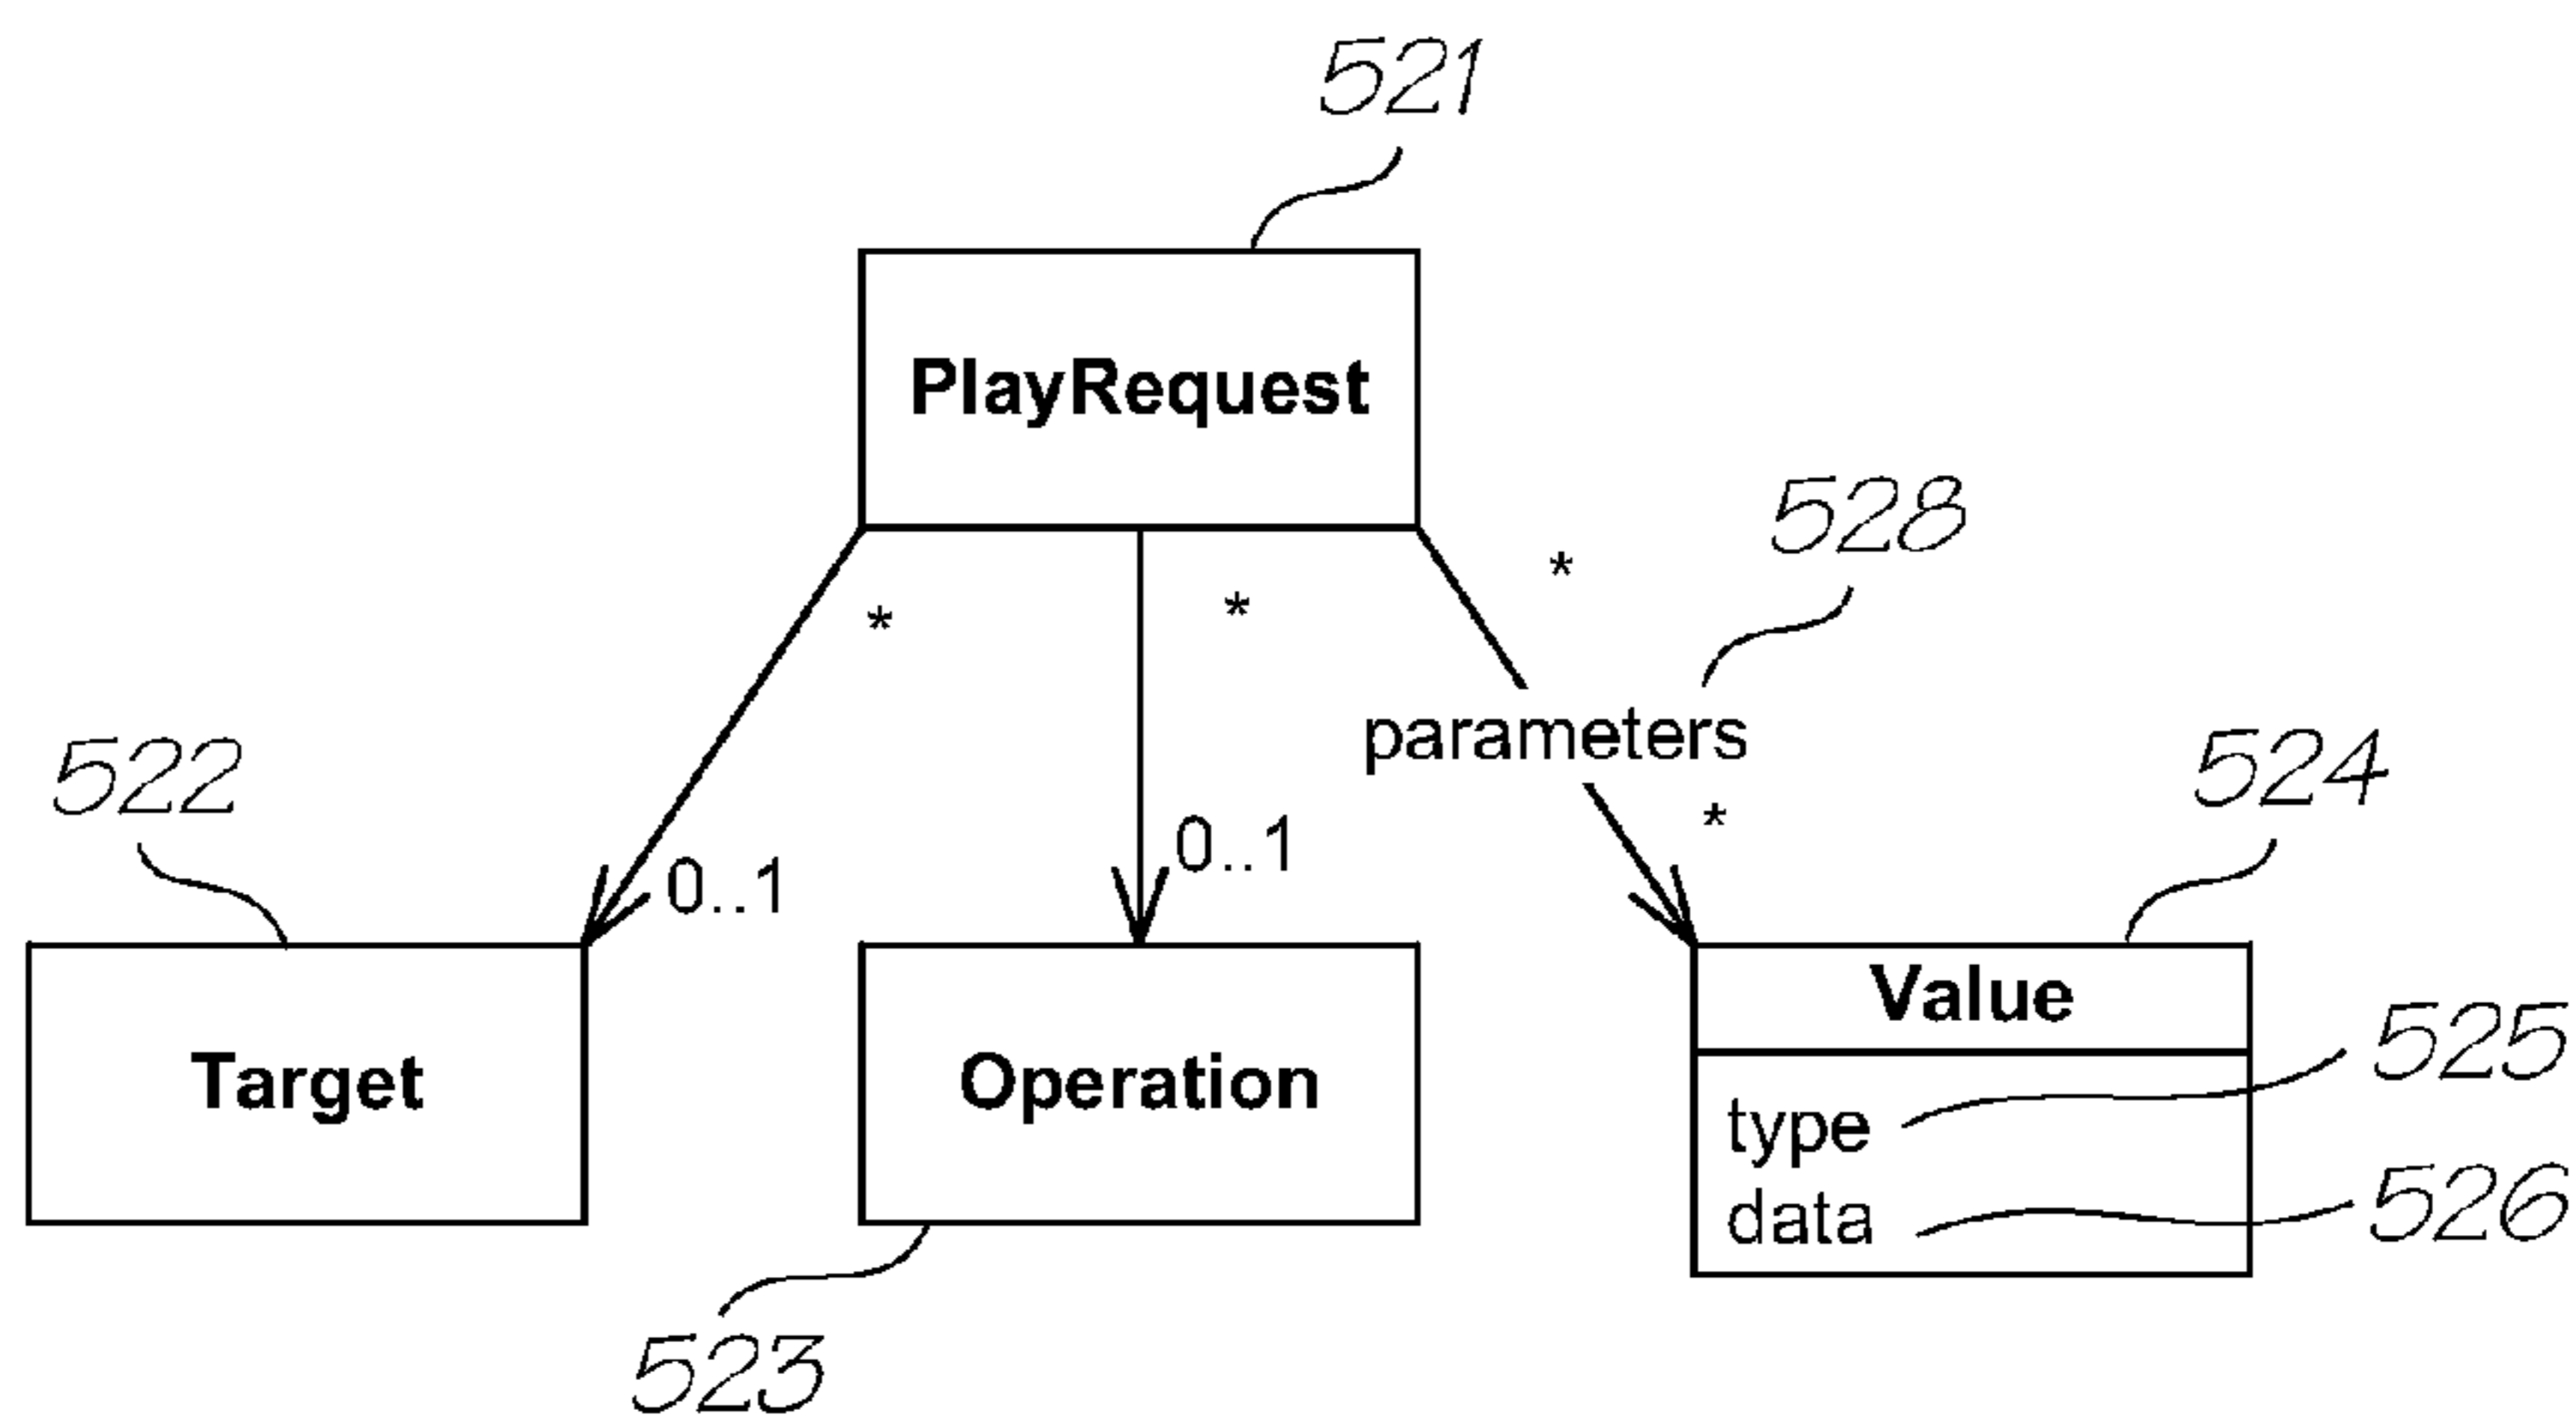 521
PlayRequest
528
*
* *
parameters
522
524
*
0..1
0..1
Value
525
Target
Operation
type
526
data
523